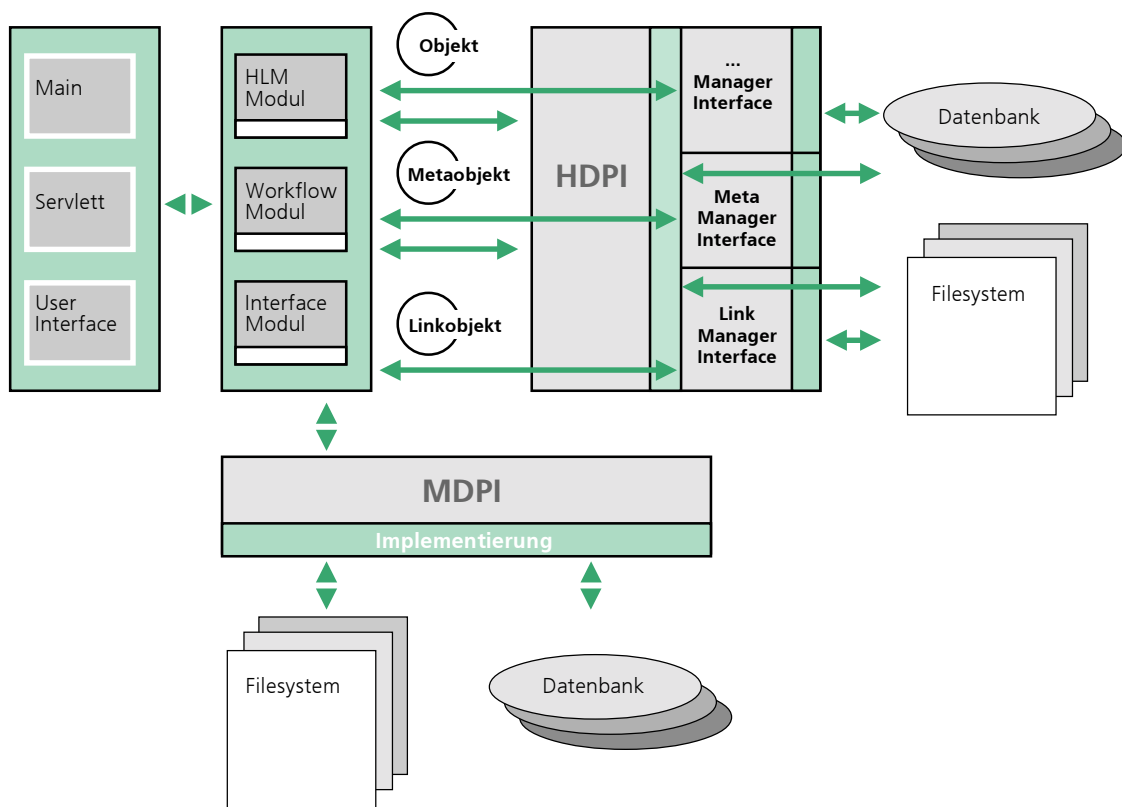 Main
Servlett
User
Interface
HLM
Modul
Workflow
Modul
Interface
Modul
Objekt
Metaobjekt
Linkobjekt
HDPI
...
Manager
Interface
Meta
Manager
Interface
Link
Manager
Interface
Datenbank
Filesystem
MDPI
Implementierung
Filesystem
Datenbank